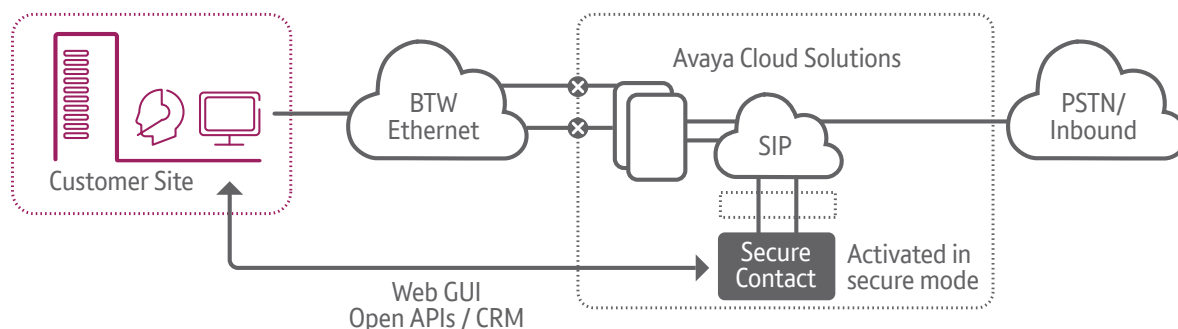 Avaya Cloud Solutions
BTW
Ethernet
PSTN/
Inbound
SIP
Customer Site
Secure
Contact
Activated in
secure mode
Web GUI
Open APIs / CRM